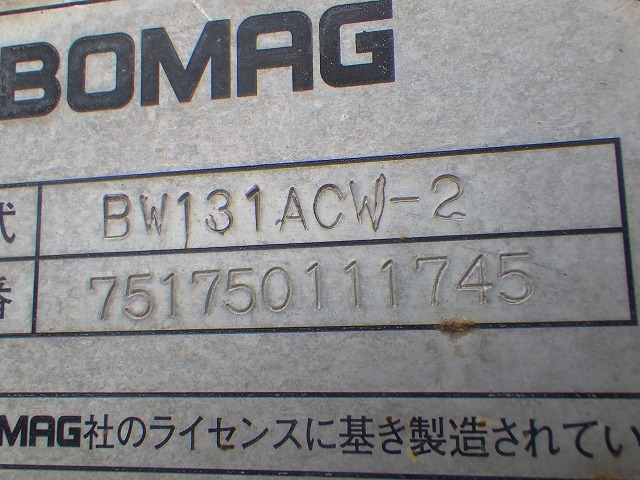 BOMAG
式 BW131ACW-2
番 751750111745
MAG社のライセンスに基き製造されてい